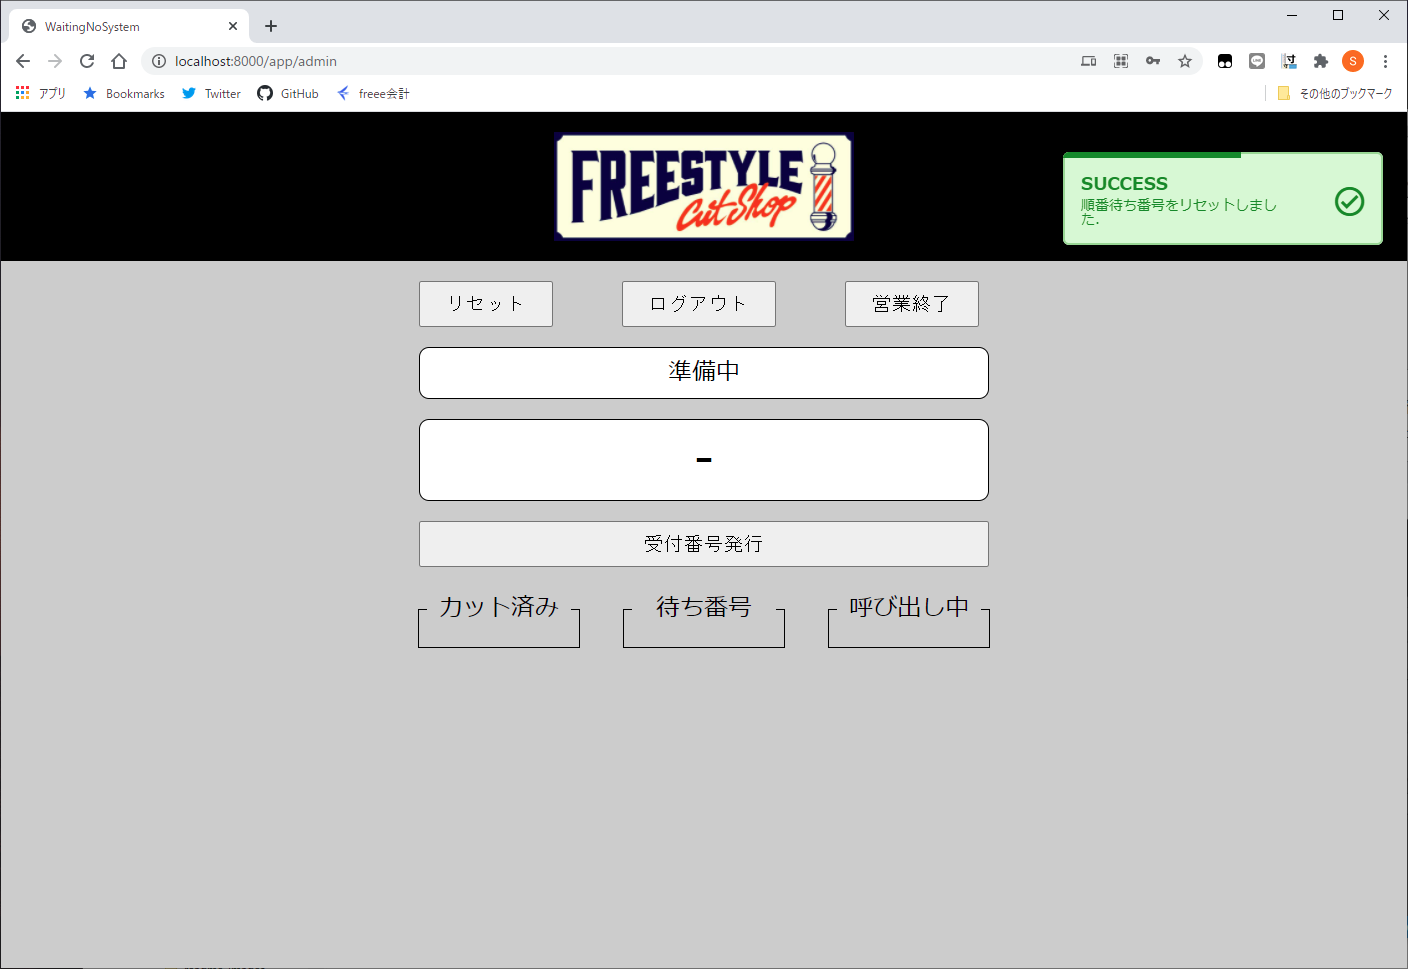 WaitingNoSystem
localhost:8000/app/admin
S
アプリ Bookmarks Twitter GitHub freee会計 その他のブックマーク
FREESTYLE
Cut Shop
SUCCESS
順番待ち番号をリセットしまし
た.
リセット ログアウト 営業終了
準備中
-
受付番号発行
カット済み 待ち番号 呼び出し中